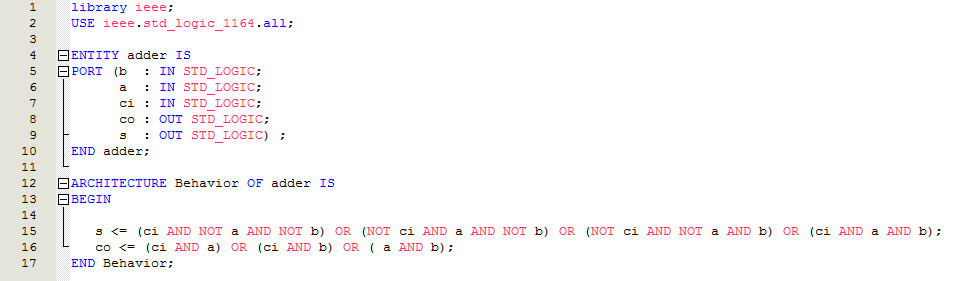 1 library ieee;
2 USE ieee.std_logic_1164.all;
3
4 ENTITY adder IS
5 PORT (b : IN STD_LOGIC;
6 a : IN STD_LOGIC;
7 ci : IN STD_LOGIC;
8 co : OUT STD_LOGIC;
9 s : OUT STD_LOGIC) ;
10 END adder;
11
12 ARCHITECTURE Behavior OF adder IS
13 BEGIN
14
15 s <= (ci AND NOT a AND NOT b) OR (NOT ci AND a AND NOT b) OR (NOT ci AND NOT a AND b) OR (ci AND a AND b);
16 co <= (ci AND a) OR (ci AND b) OR ( a AND b);
17 END Behavior;